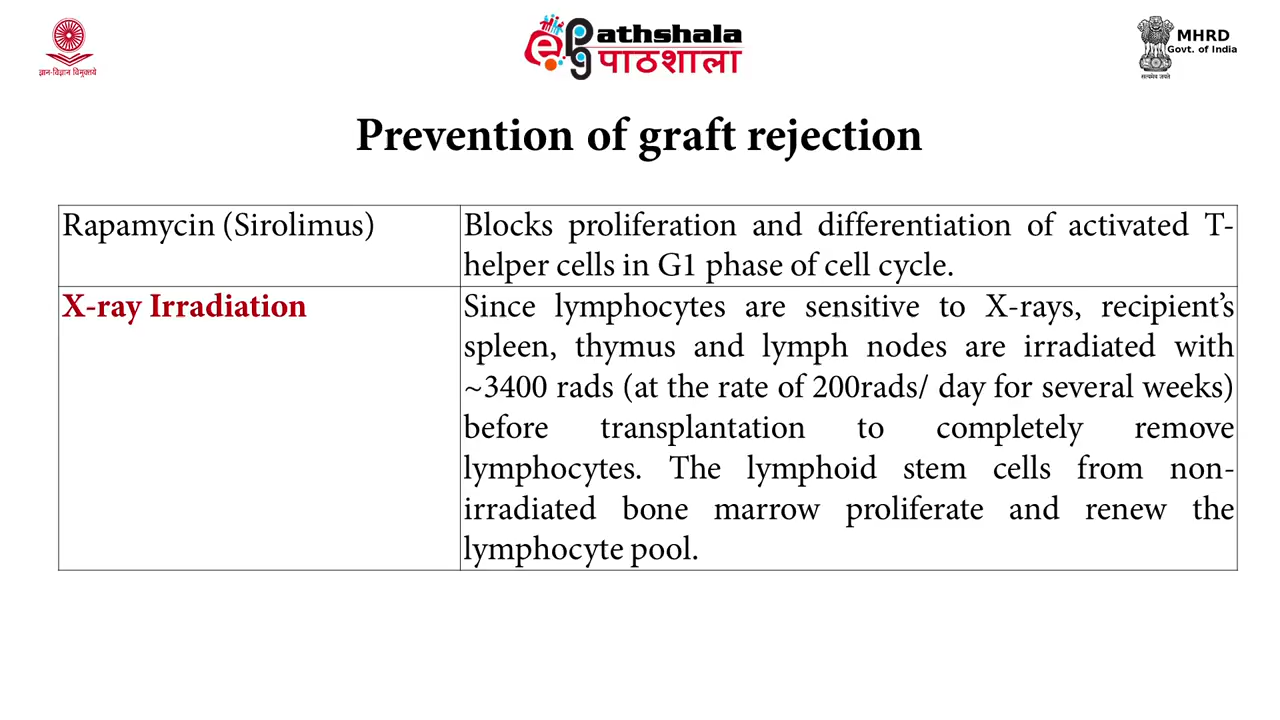 ज्ञान-विज्ञान विमुक्तये
epathshala
पाठशाला
MHRD
Govt. of India
सत्यमेव जयते
Prevention of graft rejection
Rapamycin (Sirolimus)
Blocks proliferation and differentiation of activated T-
helper cells in G1 phase of cell cycle.
X-ray Irradiation
Since lymphocytes are sensitive to X-rays, recipient’s
spleen, thymus and lymph nodes are irradiated with
~3400 rads (at the rate of 200rads/ day for several weeks)
before transplantation to completely remove
lymphocytes. The lymphoid stem cells from non-
irradiated bone marrow proliferate and renew the
lymphocyte pool.